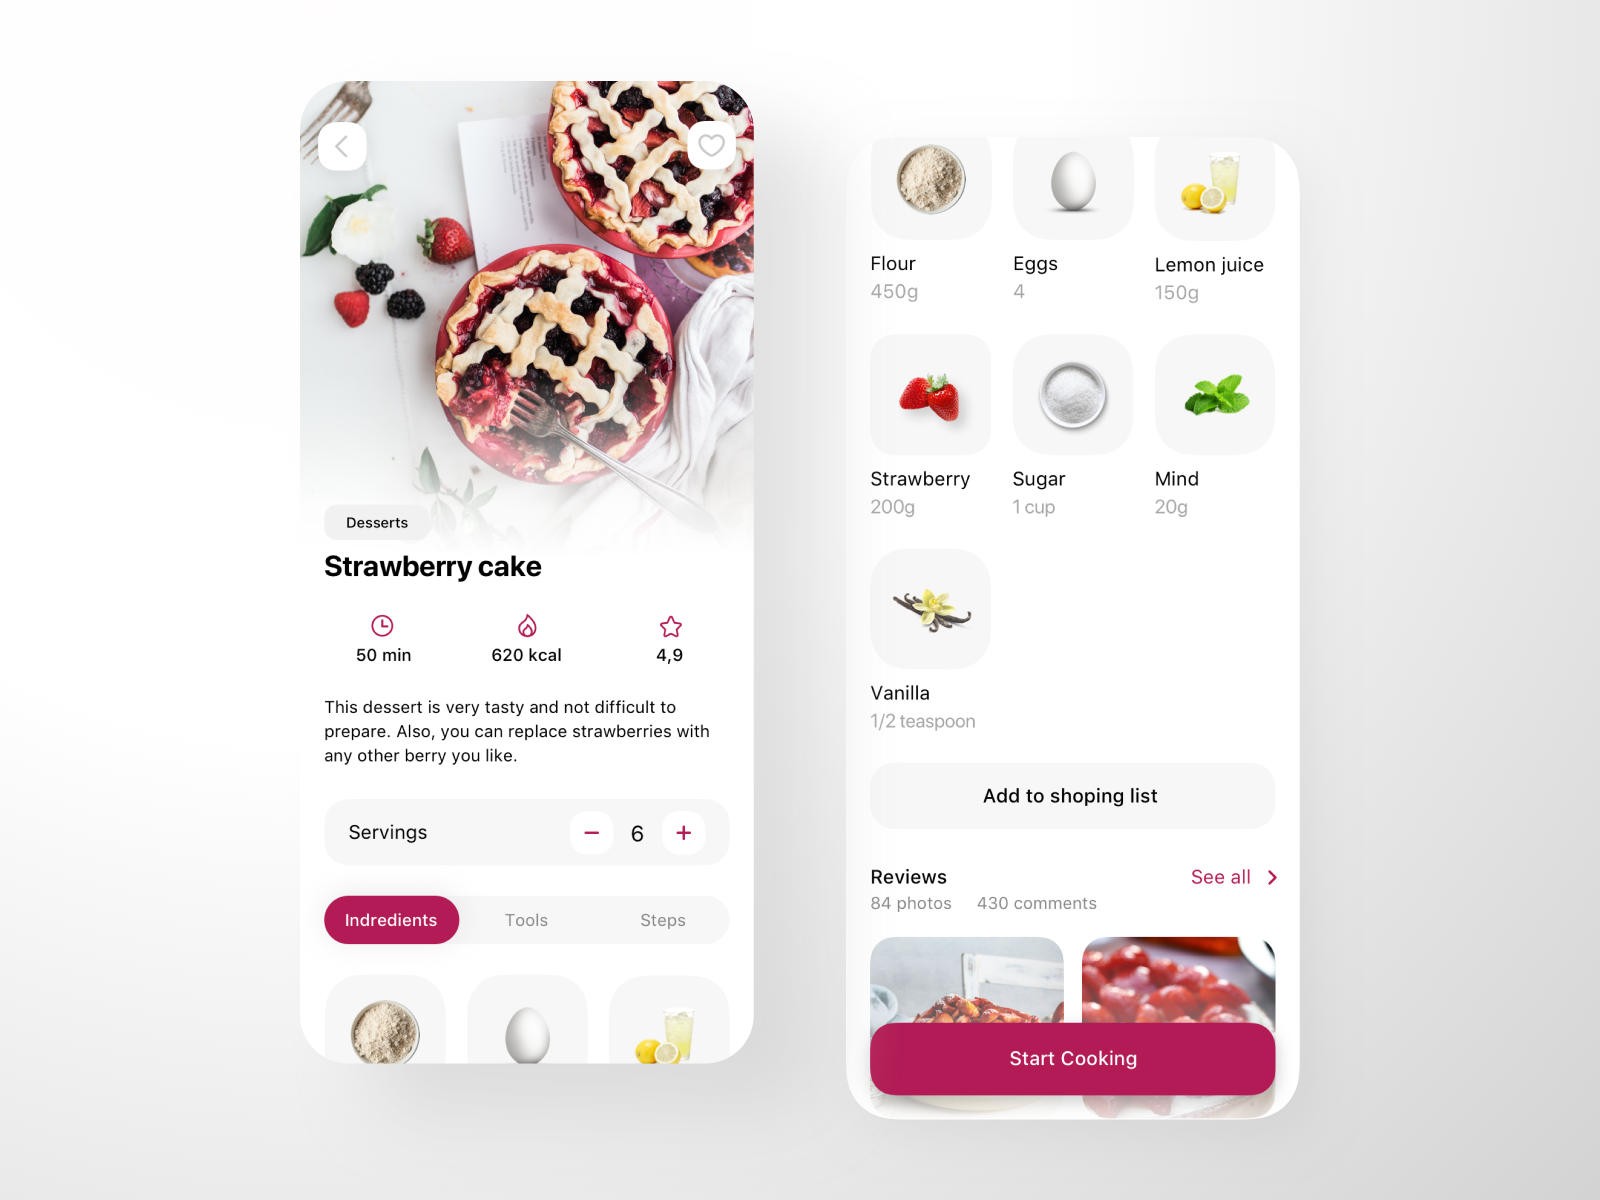 Desserts
Strawberry cake
50 min
620 kcal
4,9
This dessert is very tasty and not difficult to
prepare. Also, you can replace strawberries with
any other berry you like.
Servings
6
Indredients
Tools
Steps
Flour
Eggs
Lemon juice
450g
4
150g
Strawberry
Sugar
Mind
200g
1 cup
20g
Vanilla
1/2 teaspoon
Add to shoping list
Reviews
See all
84 photos
430 comments
Start Cooking